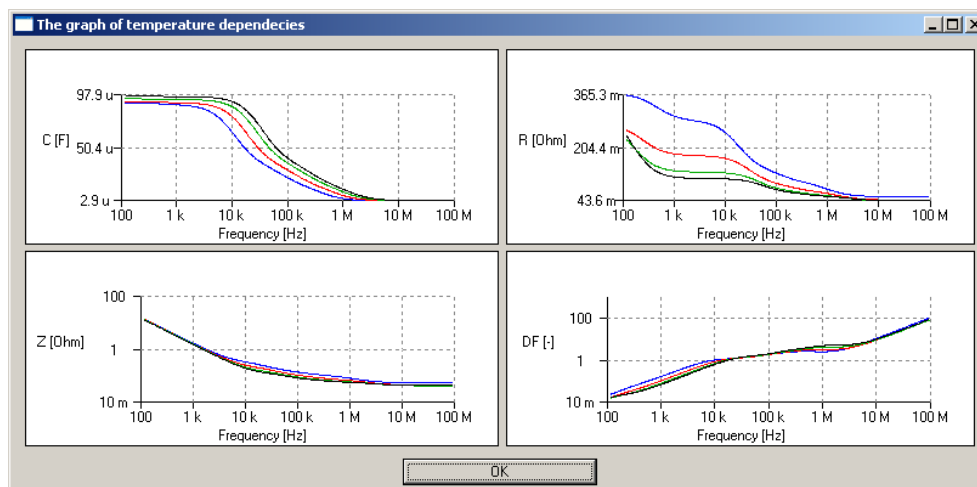 The graph of temperature dependecies
97.9 u
C [F]
50.4 u
2.9 u
100 1 k 10 k 100 k 1 M 10 M 100 M
Frequency [Hz]
365.3 m
R [Ohm]
204.4 m
43.6 m
100 1 k 10 k 100 k 1 M 10 M 100 M
Frequency [Hz]
100
Z [Ohm]
1
10 m
100 1 k 10 k 100 k 1 M 10 M 100 M
Frequency [Hz]
100
DF [-]
1
10 m
100 1 k 10 k 100 k 1 M 10 M 100 M
Frequency [Hz]
OK